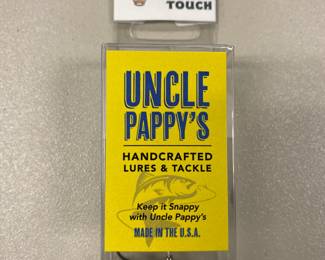 TOUCH
UNCLE
PAPPY'S
HANDCRAFTED
LURES & TACKLE
Keep it Snappy
with Uncle Pappy's
MADE IN THE U.S.A.